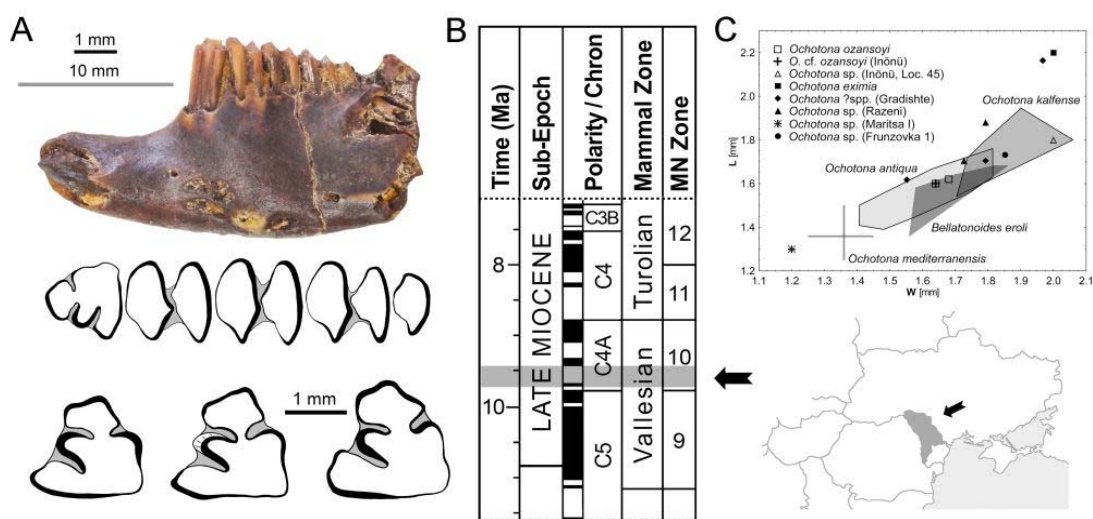 A
1 mm
10 mm
1 mm
B
Time (Ma)
Sub-Epoch
Polarity / Chron
Mammal Zone
MN Zone
8
10
LATE MIOCENE
C3B
C4
C4A
C5
Turolian
Vallesian
12
11
10
9
C
L [mm]
2.2
2.0
1.8
1.6
1.4
1.2
Ochotona ozansoyi
O. cf. ozansoyi (Inönü)
Ochotona sp. (Inönü, Loc. 45)
Ochotona eximia
Ochotona ?spp. (Gradishte)
Ochotona sp. (Razeni)
Ochotona sp. (Maritsa I)
Ochotona sp. (Frunzovka 1)
Ochotona kalfense
Ochotona antiqua
Bellatonoides eroli
Ochotona mediterranensis
1.1 1.2 1.3 1.4 1.5 1.6 1.7 1.8 1.9 2.0 2.1
W [mm]